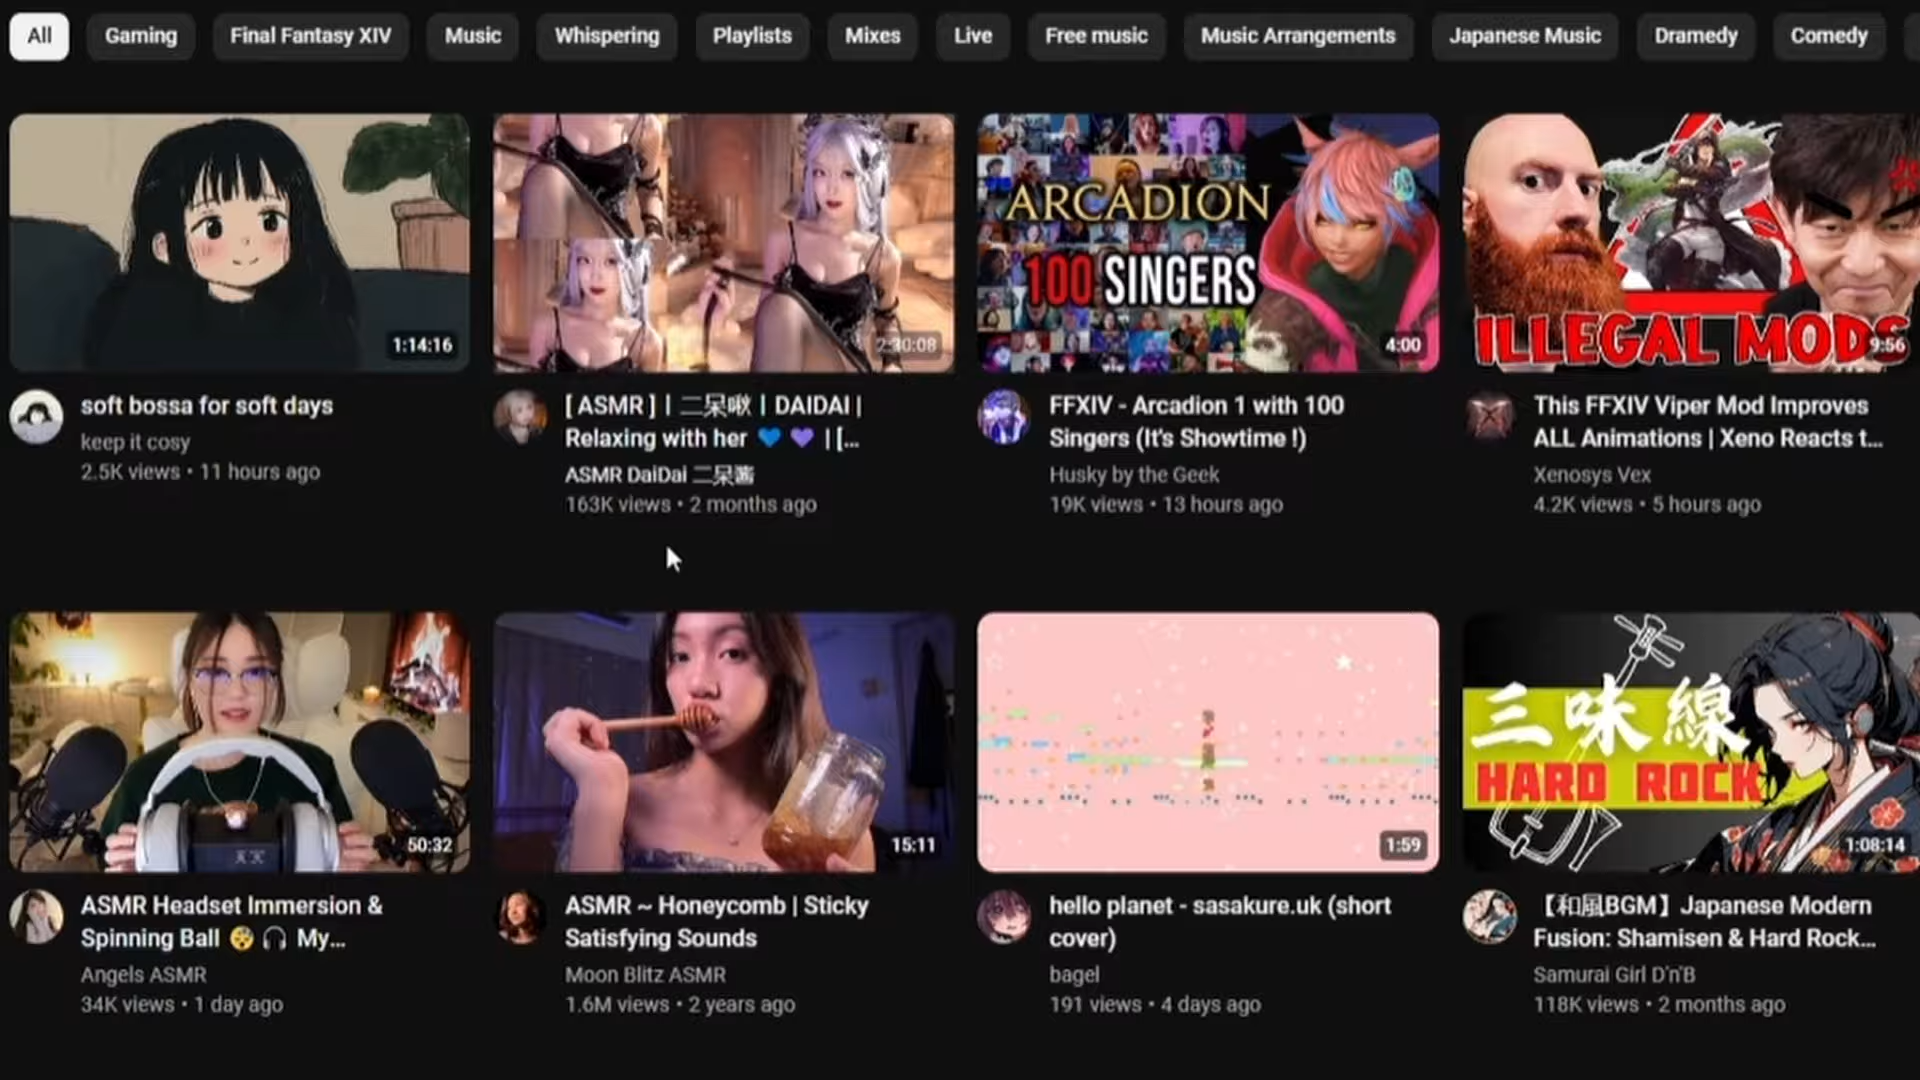 All
Gaming
Final Fantasy XIV
Music
Whispering
Playlists
Mixes
Live
Free music
Music Arrangements
Japanese Music
Dramedy
Comedy
1:14:16
soft bossa for soft days
keep it cosy
2.5K views • 11 hours ago
2:30:08
[ ASMR ] | 二呆啾 | DAIDAI |
Relaxing with her 💙 💜 | [...
ASMR DaiDai 二呆酱
163K views • 2 months ago
ARCADION
100 SINGERS
4:00
FFXIV - Arcadion 1 with 100
Singers (It's Showtime !)
Husky by the Geek
19K views • 13 hours ago
ILLEGAL MODS
9:56
This FFXIV Viper Mod Improves
ALL Animations | Xeno Reacts t...
Xenosys Vex
4.2K views • 5 hours ago
50:32
ASMR Headset Immersion &
Spinning Ball 😴 🎧 My...
Angels ASMR
34K views • 1 day ago
15:11
ASMR ~ Honeycomb | Sticky
Satisfying Sounds
Moon Blitz ASMR
1.6M views • 2 years ago
1:59
hello planet - sasakure.uk (short
cover)
bagel
191 views • 4 days ago
三味線
HARD ROCK
1:08:14
【和風BGM】Japanese Modern
Fusion: Shamisen & Hard Rock...
Samurai Girl D'n'B
118K views • 2 months ago